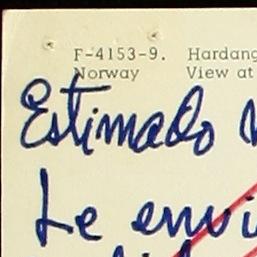 F-4153-9. Hardang
Norway View at
Estimado
Le envi